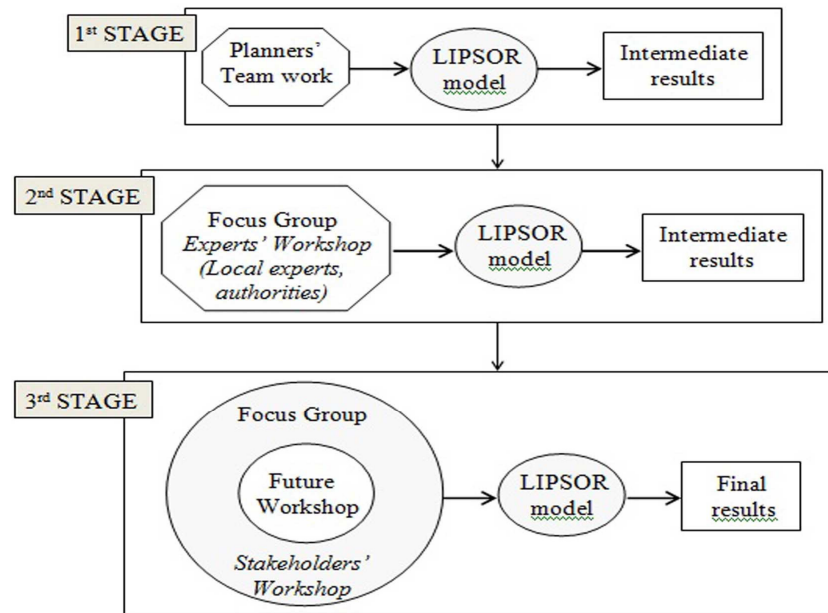 1st STAGE
Planners'
Team work
LIPSOR
model
Intermediate
results
2nd STAGE
Focus Group
Experts' Workshop
(Local experts,
authorities)
LIPSOR
model
Intermediate
results
3rd STAGE
Focus Group
Future
Workshop
Stakeholders'
Workshop
LIPSOR
model
Final
results